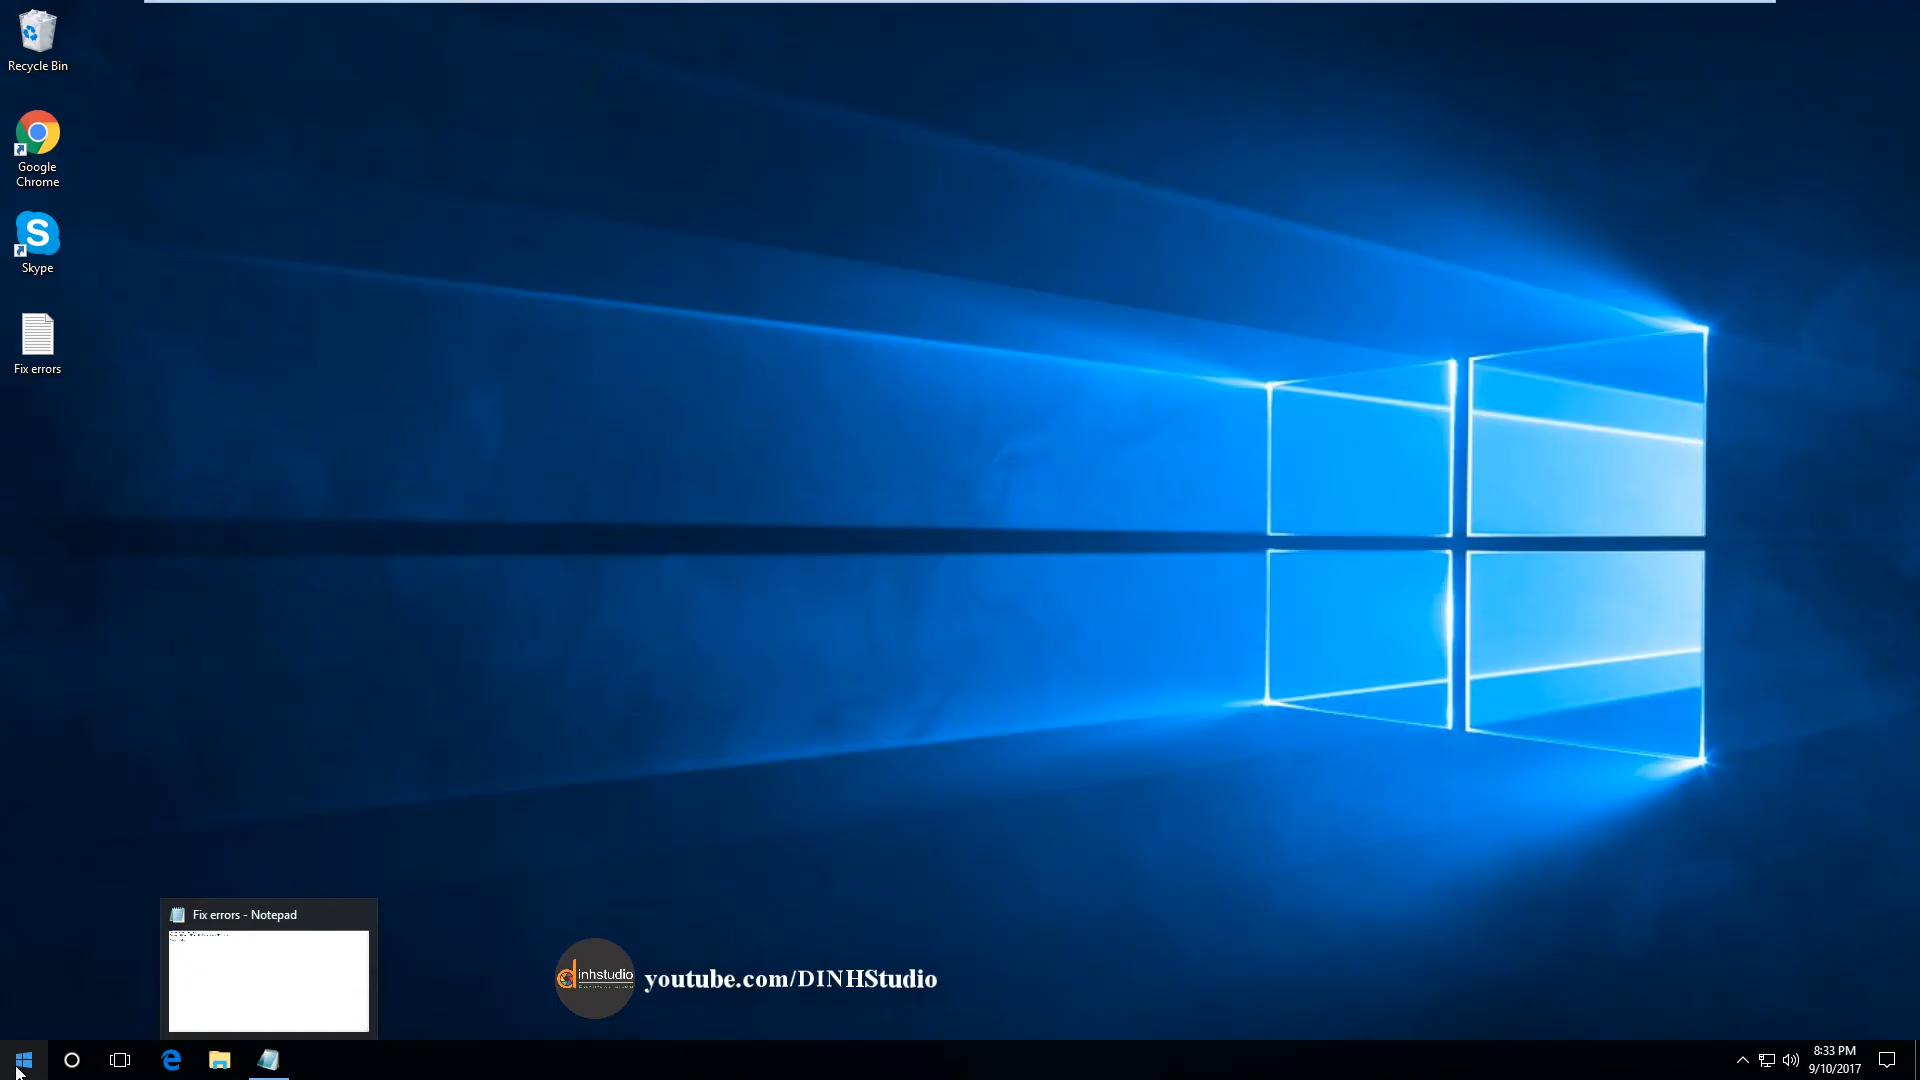 Recycle Bin
Google
Chrome
Skype
Fix errors
Fix errors - Notepad
dinhstudio
youtube.com/DINHStudio
8:33 PM
9/10/2017